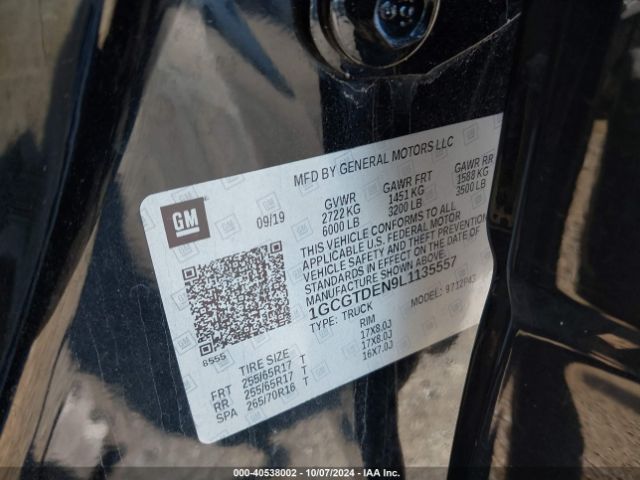 MFD BY GENERAL MOTORS LLC
GM
09/19
GVWR GAWR FRT GAWR RR
2722 KG 1451 KG 1588 KG
6000 LB 3200 LB 3500 LB
THIS VEHICLE CONFORMS TO ALL
APPLICABLE U.S. FEDERAL MOTOR
VEHICLE SAFETY AND THEFT PREVENTION
STANDARDS IN EFFECT ON THE DATE OF
MANUFACTURE SHOWN ABOVE.
1GCGTDEN9L1135557
TYPE: TRUCK MODEL: 9712P43
8555
TIRE SIZE RIM
FRT 255/65R17 T 17X8.0J
RR 255/65R17 T 17X8.0J
SPA 265/70R16 T 16X7.0J
000-40538002 - 10/07/2024 - IAA Inc.